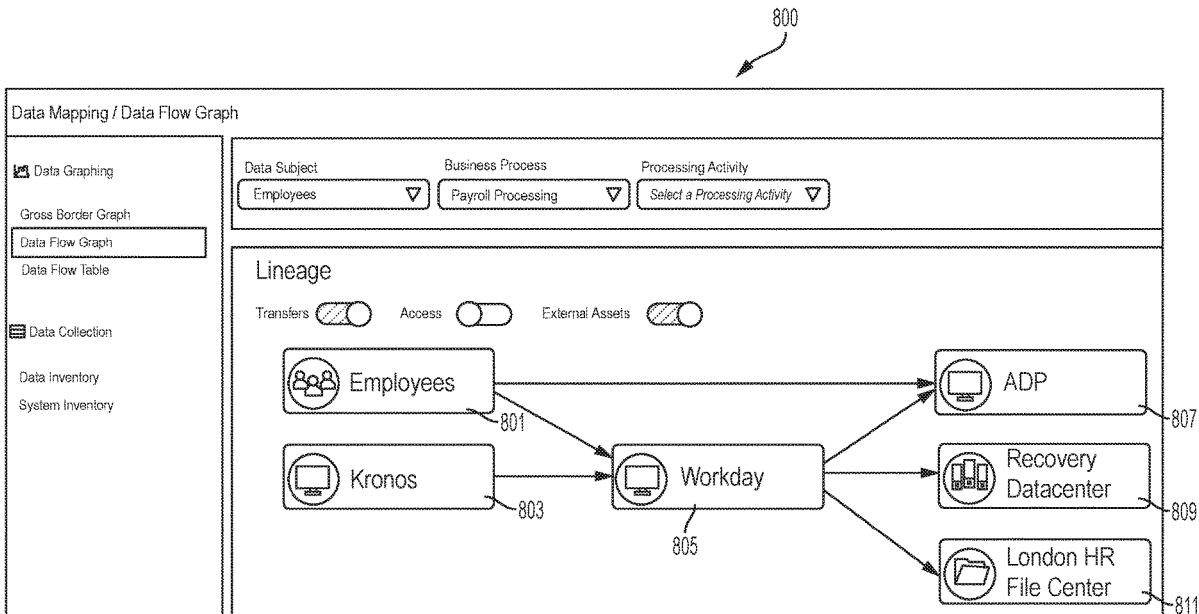 800
Data Mapping / Data Flow Graph
Data Graphing
Gross Border Graph
Data Flow Graph
Data Flow Table
Data Collection
Data Inventory
System Inventory
Data Subject
Business Process
Processing Activity
Employees
Payroll Processing
Select a Processing Activity
Lineage
Transfers
Access
External Assets
Employees
801
ADP
807
Kronos
803
Workday
805
Recovery
Datacenter
809
London HR
File Center
811